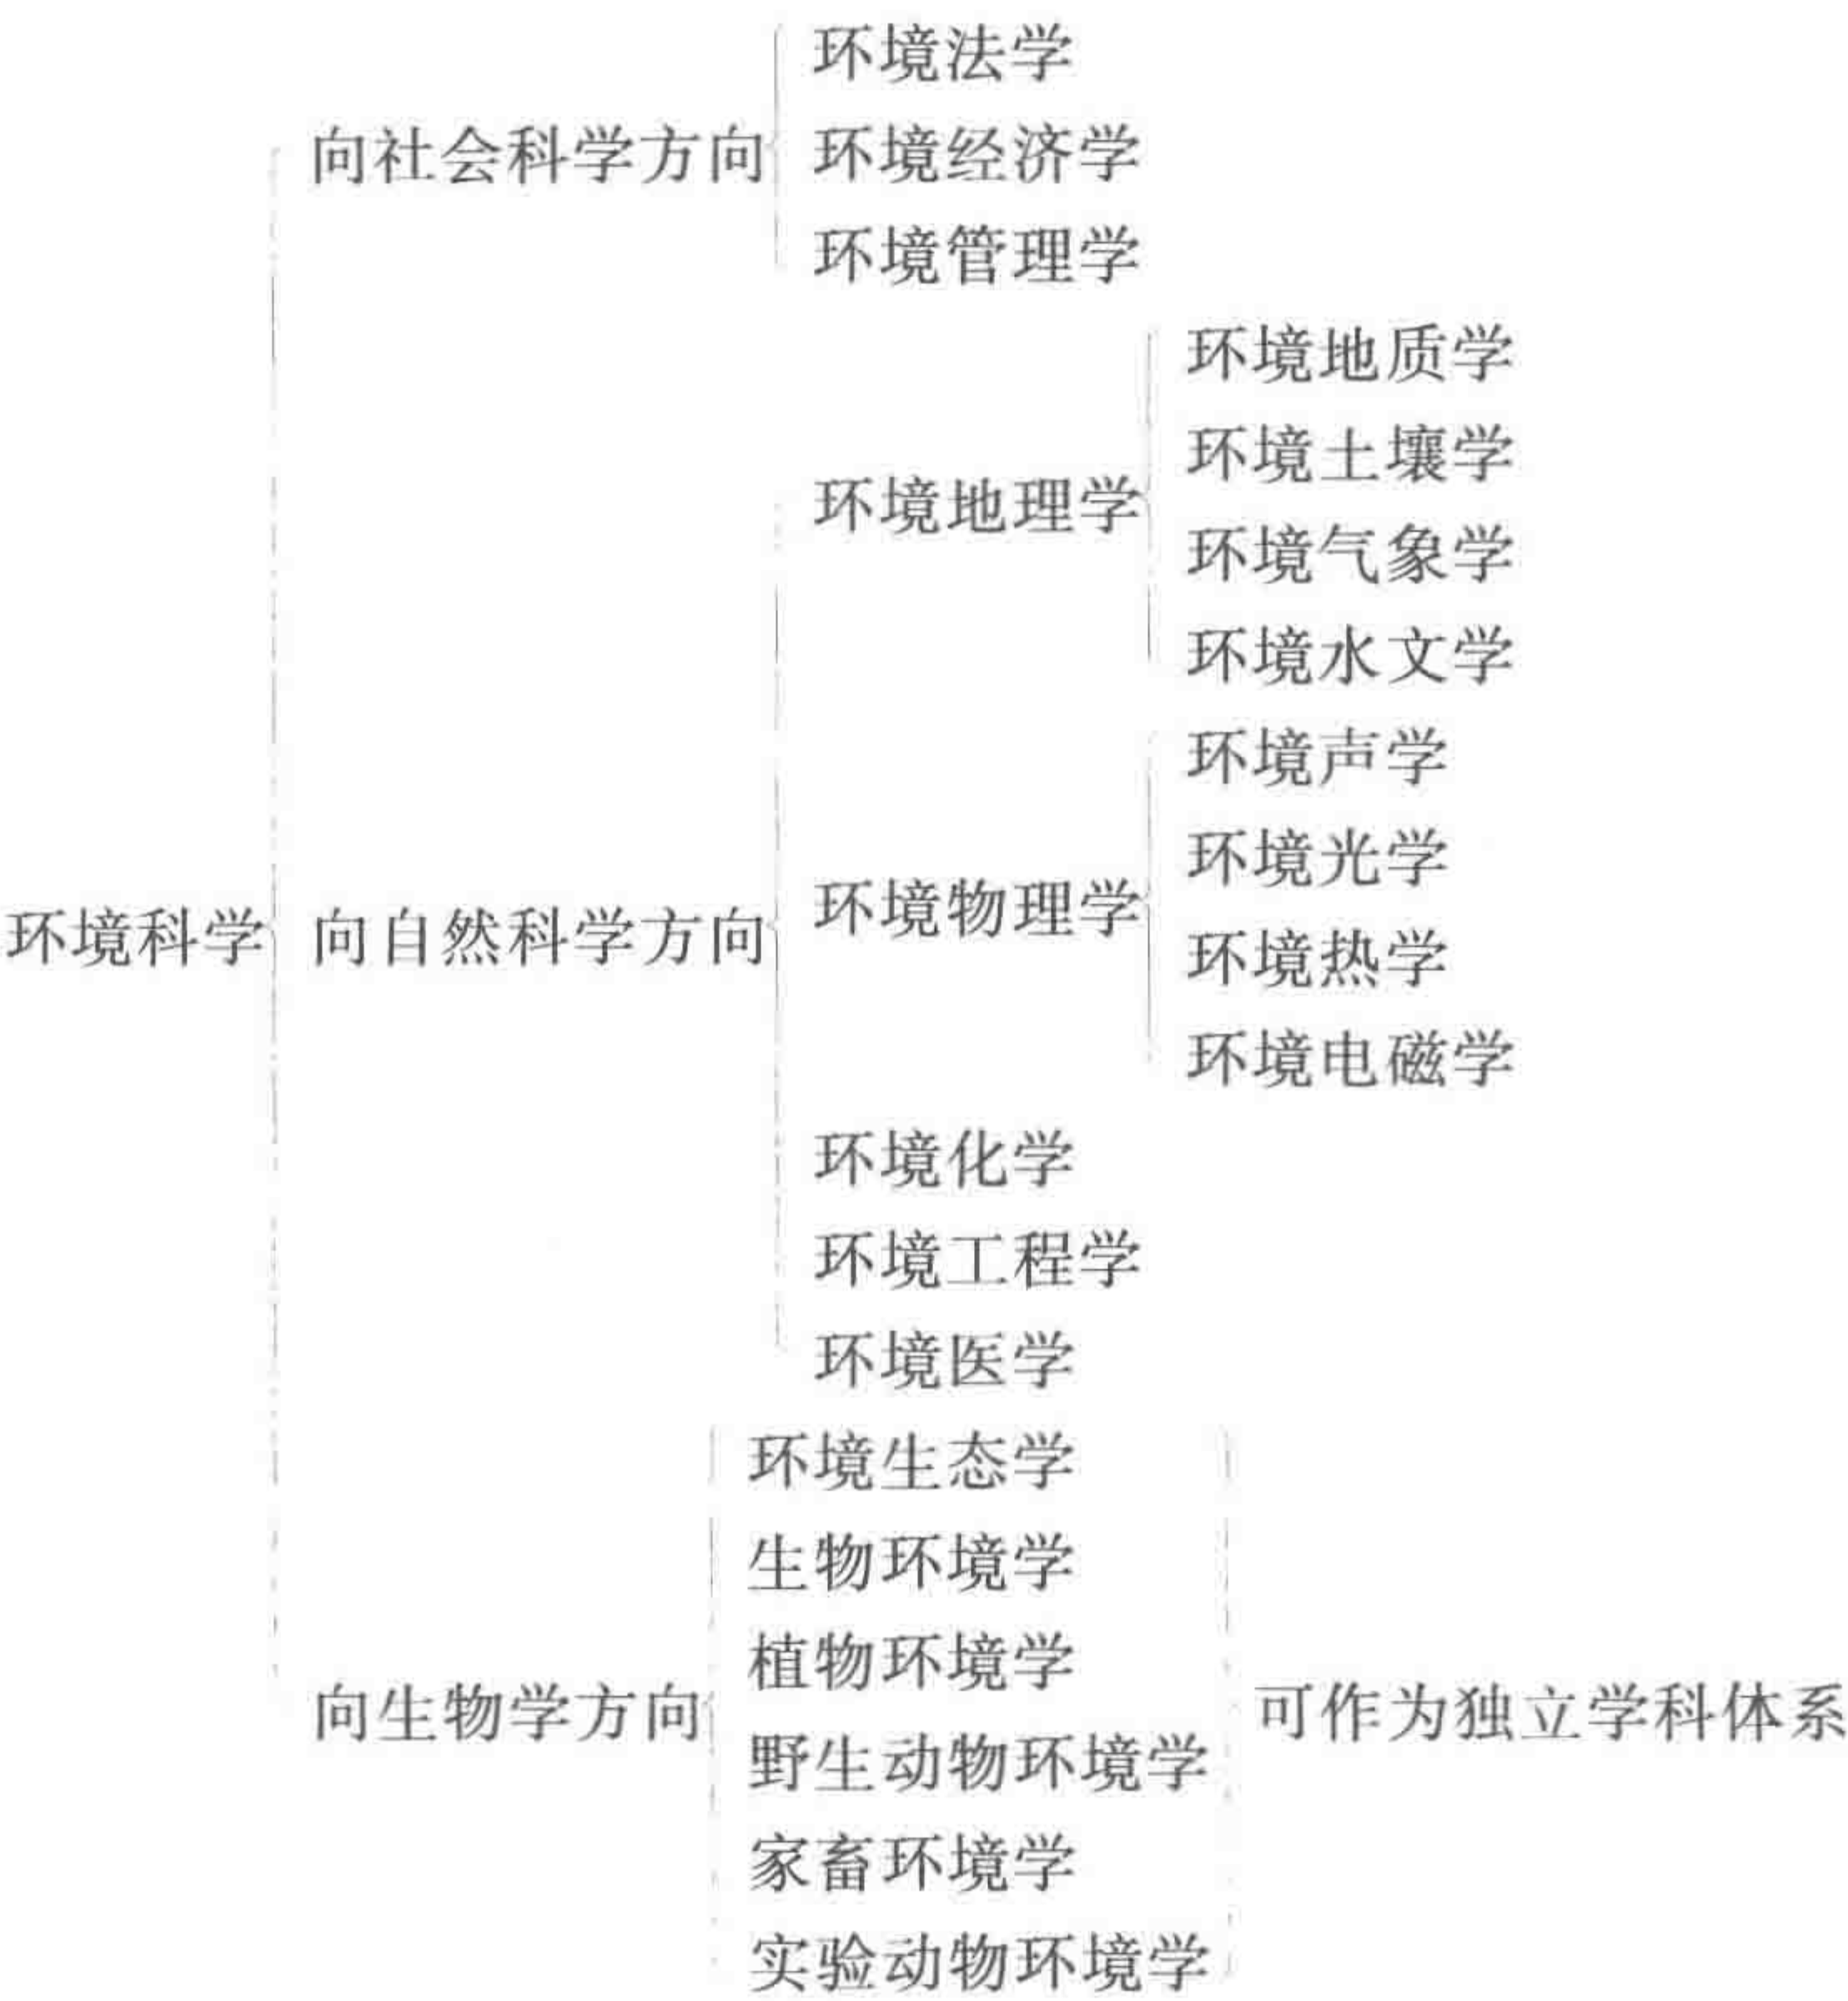 环境法学
向社会科学方向 环境经济学
环境管理学
环境地质学
环境土壤学
环境地理学
环境气象学
环境水文学
环境声学
环境光学
环境物理学
环境科学 向自然科学方向
环境热学
环境电磁学
环境化学
环境工程学
环境医学
环境生态学
生物环境学
植物环境学
向生物学方向 可作为独立学科体系
野生动物环境学
家畜环境学
实验动物环境学